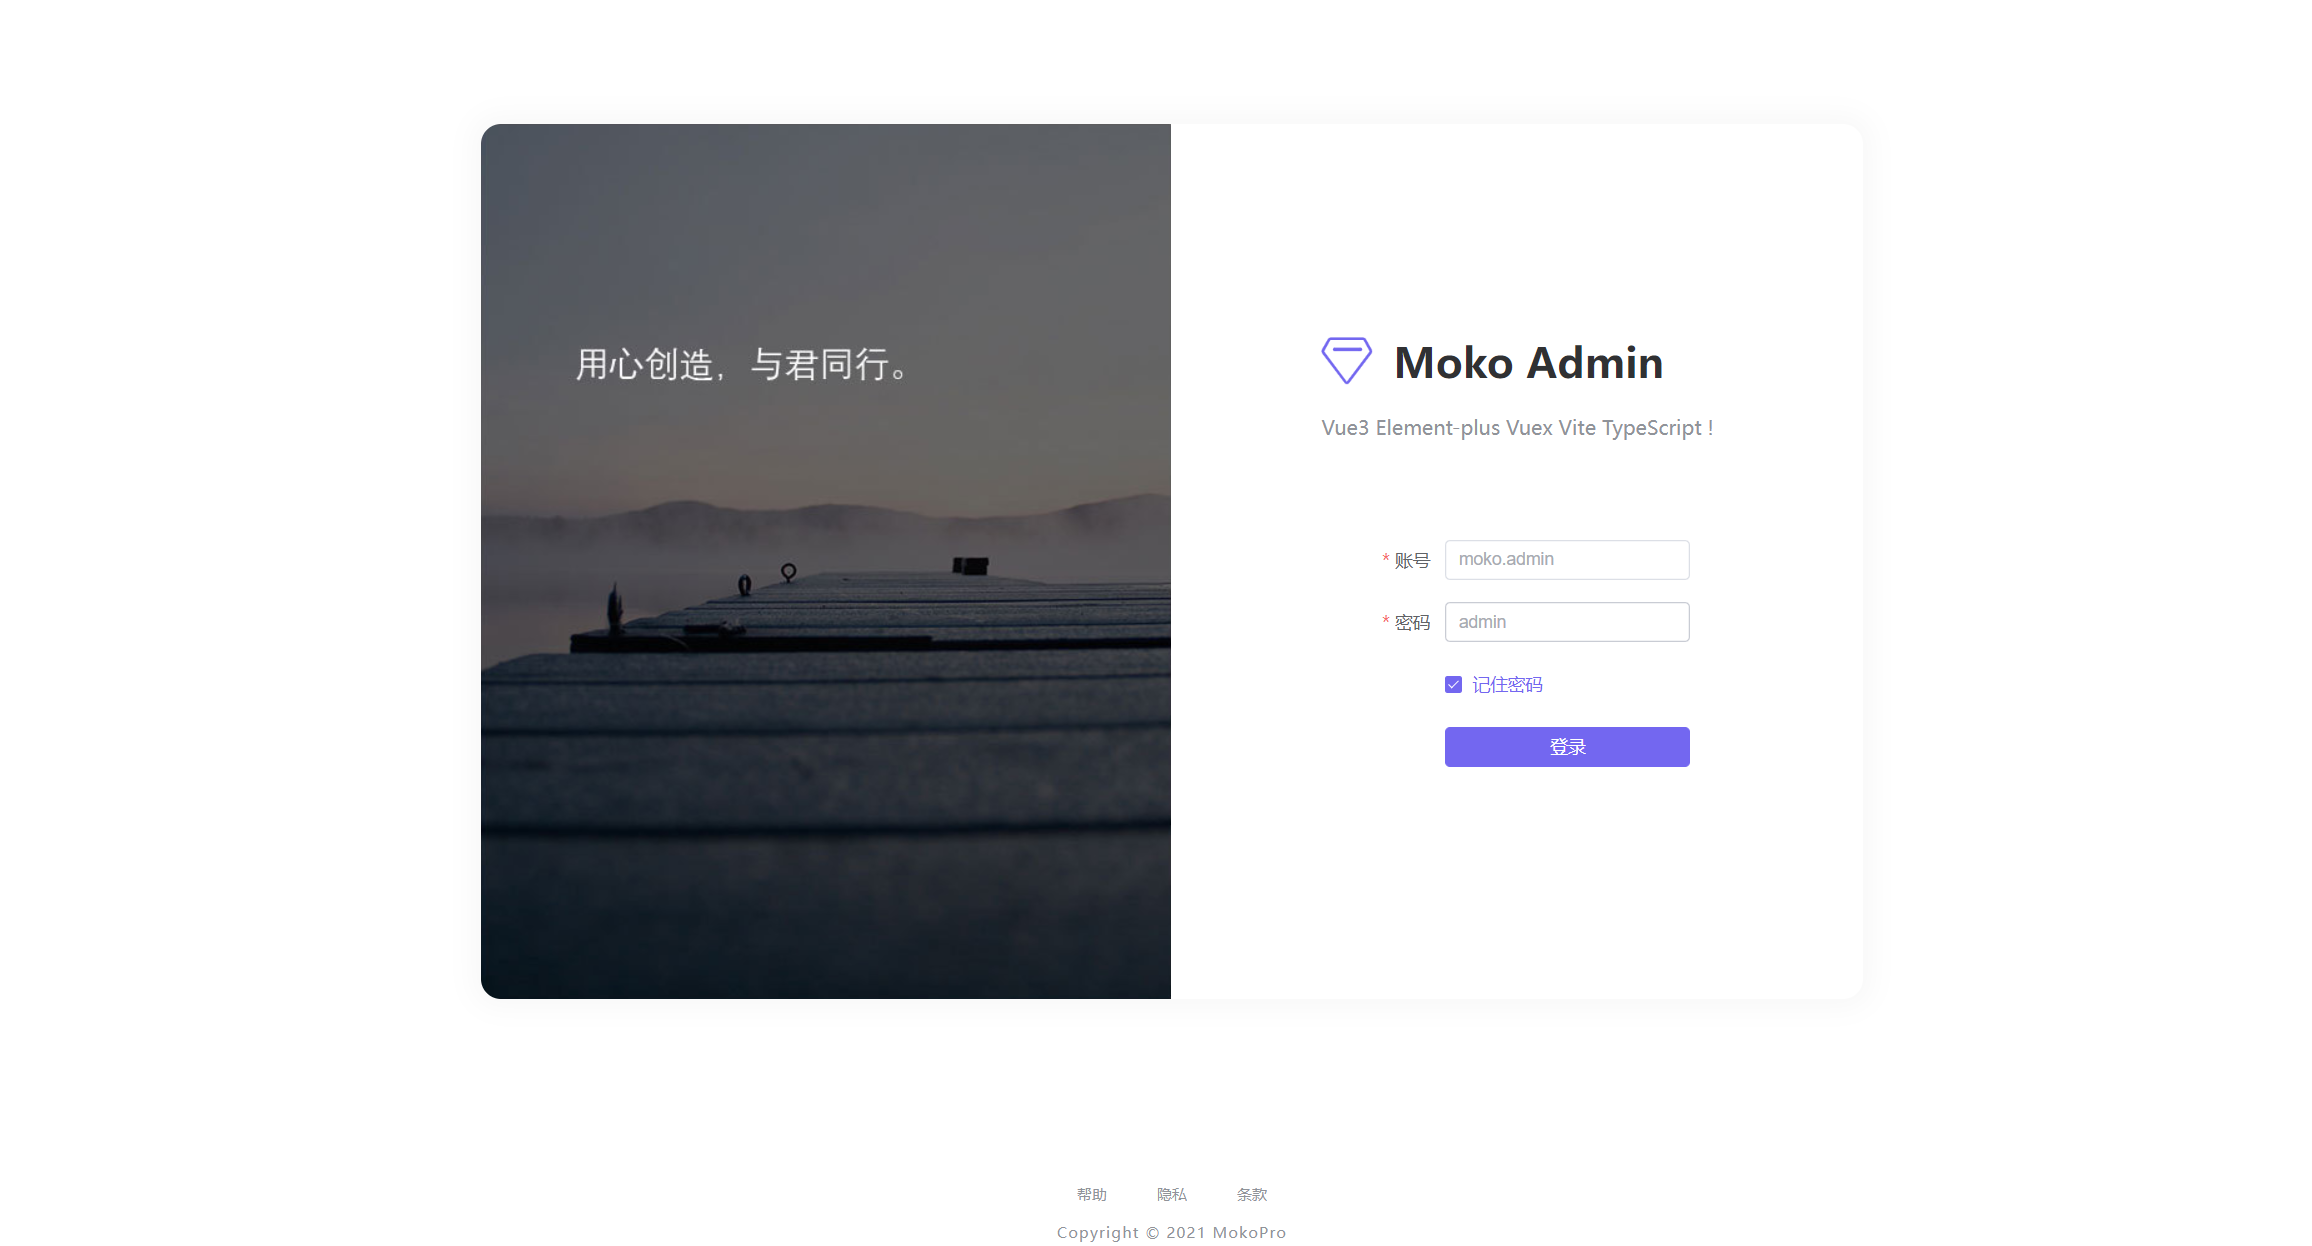 用心创造，与君同行。
Moko Admin
Vue3 Element-plus Vuex Vite TypeScript !
* 账号 moko.admin
* 密码 admin
记住密码
登录
帮助 隐私 条款
Copyright © 2021 MokoPro